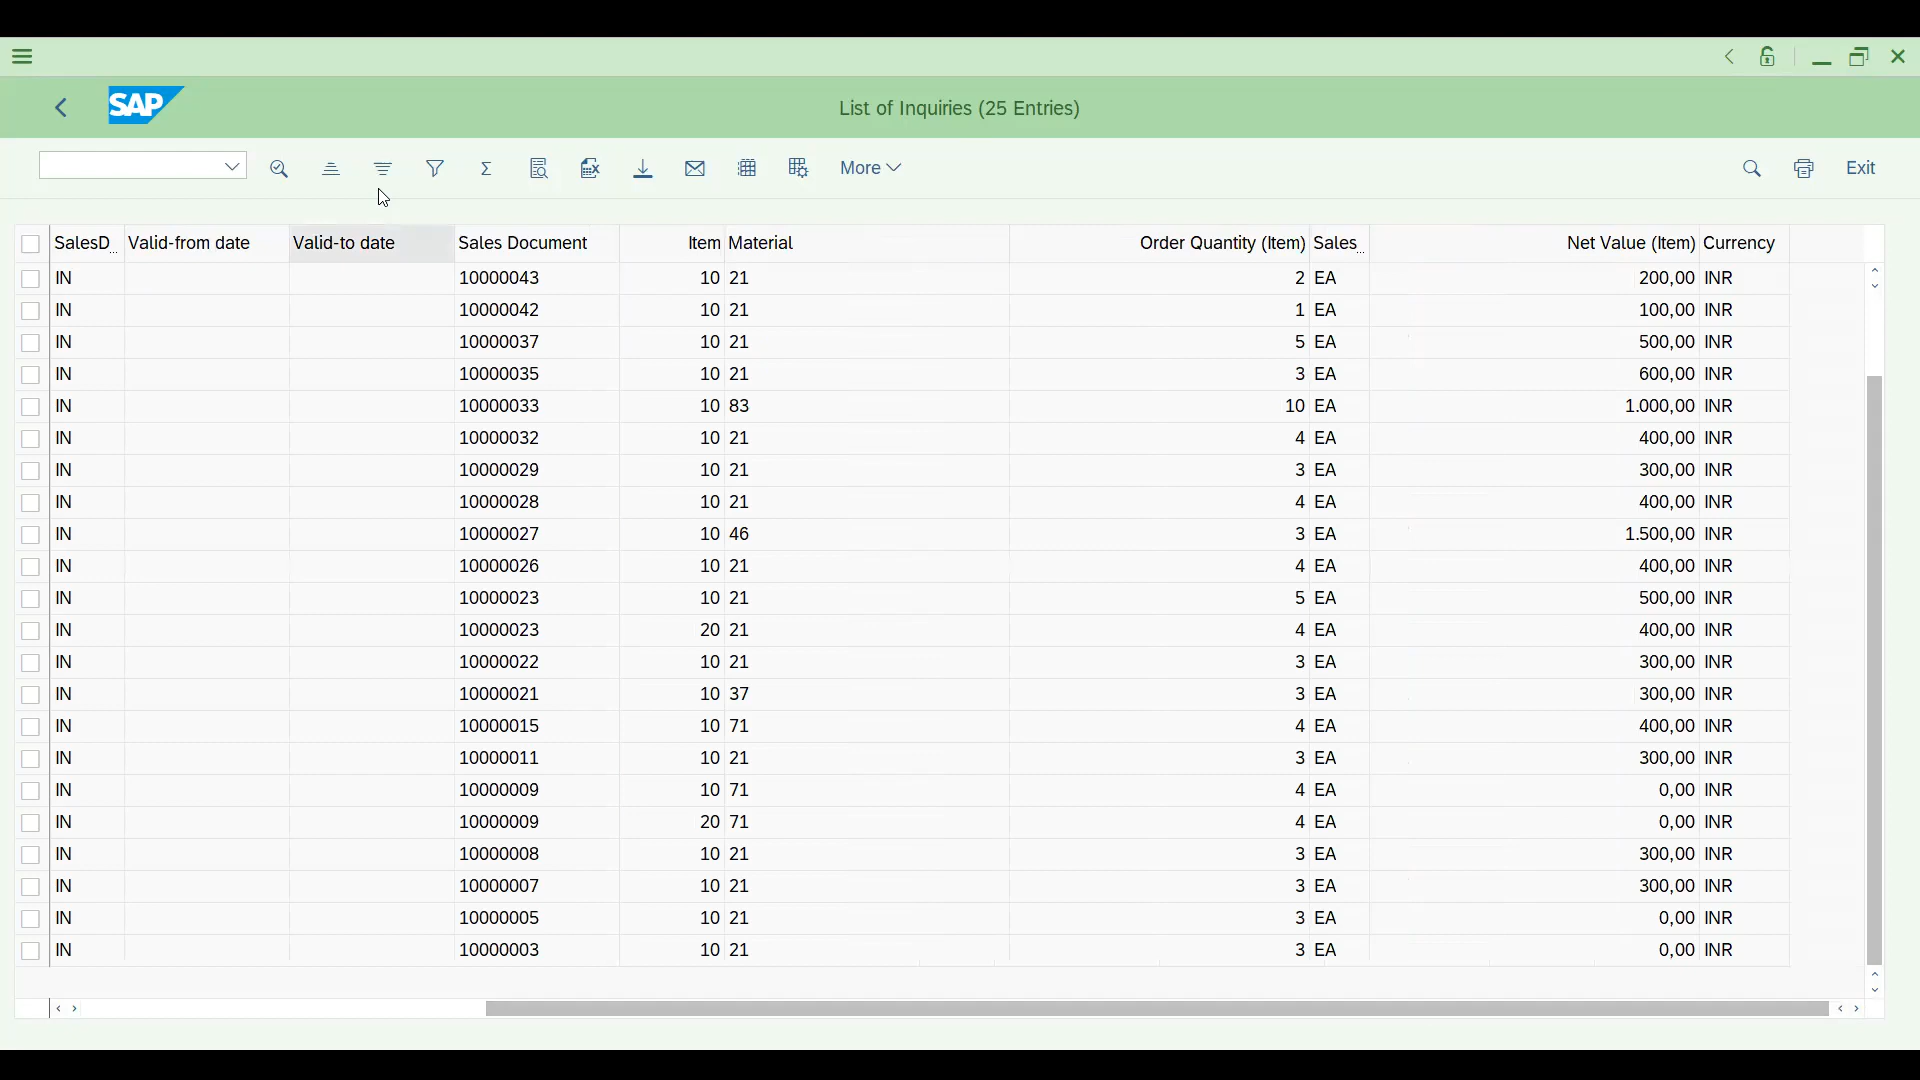 SAP
List of Inquiries (25 Entries)
More
Exit
SalesD.. Valid-from date Valid-to date Sales Document Item Material Order Quantity (Item) Sales.. Net Value (Item) Currency
IN 10000043 10 21 2 EA 200,00 INR
IN 10000042 10 21 1 EA 100,00 INR
IN 10000037 10 21 5 EA 500,00 INR
IN 10000035 10 21 3 EA 600,00 INR
IN 10000033 10 83 10 EA 1.000,00 INR
IN 10000032 10 21 4 EA 400,00 INR
IN 10000029 10 21 3 EA 300,00 INR
IN 10000028 10 21 4 EA 400,00 INR
IN 10000027 10 46 3 EA 1.500,00 INR
IN 10000026 10 21 4 EA 400,00 INR
IN 10000023 10 21 5 EA 500,00 INR
IN 10000023 20 21 4 EA 400,00 INR
IN 10000022 10 21 3 EA 300,00 INR
IN 10000021 10 37 3 EA 300,00 INR
IN 10000015 10 71 4 EA 400,00 INR
IN 10000011 10 21 3 EA 300,00 INR
IN 10000009 10 71 4 EA 0,00 INR
IN 10000009 20 71 4 EA 0,00 INR
IN 10000008 10 21 3 EA 300,00 INR
IN 10000007 10 21 3 EA 300,00 INR
IN 10000005 10 21 3 EA 0,00 INR
IN 10000003 10 21 3 EA 0,00 INR